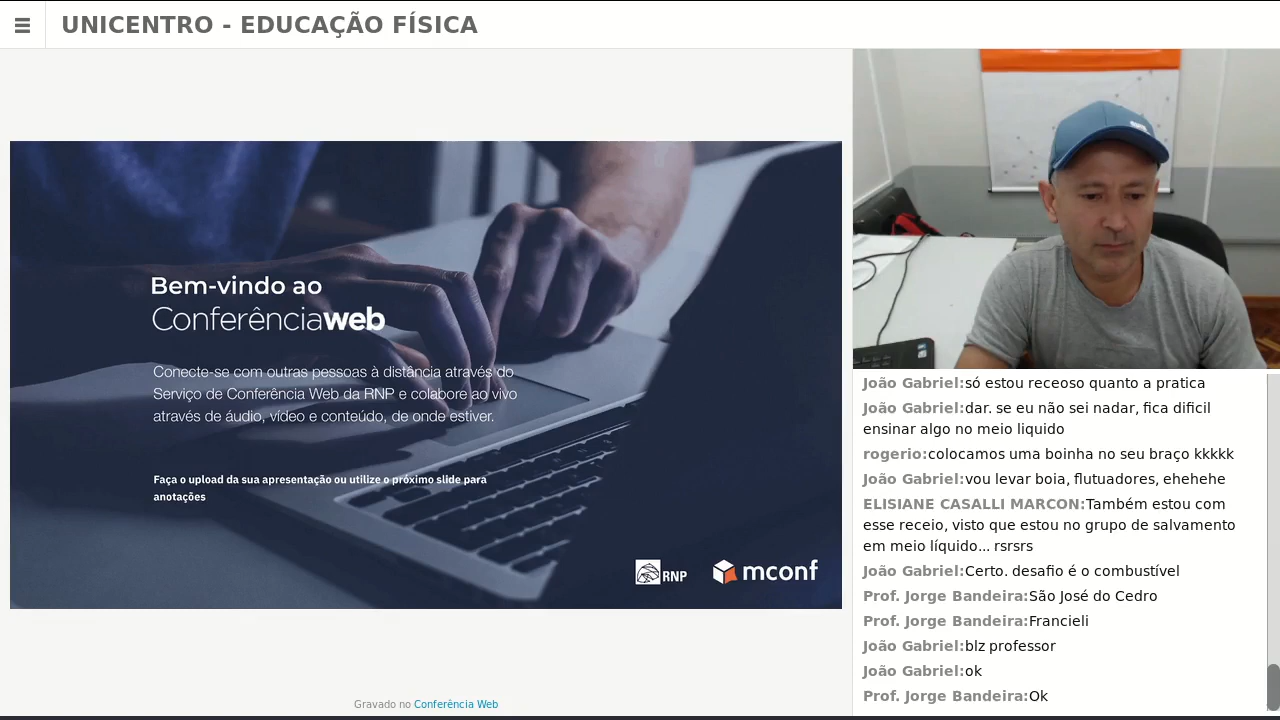 UNICENTRO - EDUCAÇÃO FÍSICA
Bem-vindo ao
Conferênciaweb
Conecte-se com outras pessoas à distância através do
Serviço de Conferência Web da RNP e colabore ao vivo
através de áudio, vídeo e conteúdo, de onde estiver.
Faça o upload da sua apresentação ou utilize o próximo slide para
anotações
RNP
mconf
Gravado no Conferência Web
João Gabriel:só estou receoso quanto a pratica
João Gabriel:dar. se eu não sei nadar, fica dificil
ensinar algo no meio liquido
rogerio:colocamos uma boinha no seu braço kkkkk
João Gabriel:vou levar boia, flutuadores, ehehehe
ELISIANE CASALLI MARCON:Também estou com
esse receio, visto que estou no grupo de salvamento
em meio líquido... rsrsrs
João Gabriel:Certo. desafio é o combustível
Prof. Jorge Bandeira:São José do Cedro
Prof. Jorge Bandeira:Francieli
João Gabriel:blz professor
João Gabriel:ok
Prof. Jorge Bandeira:Ok